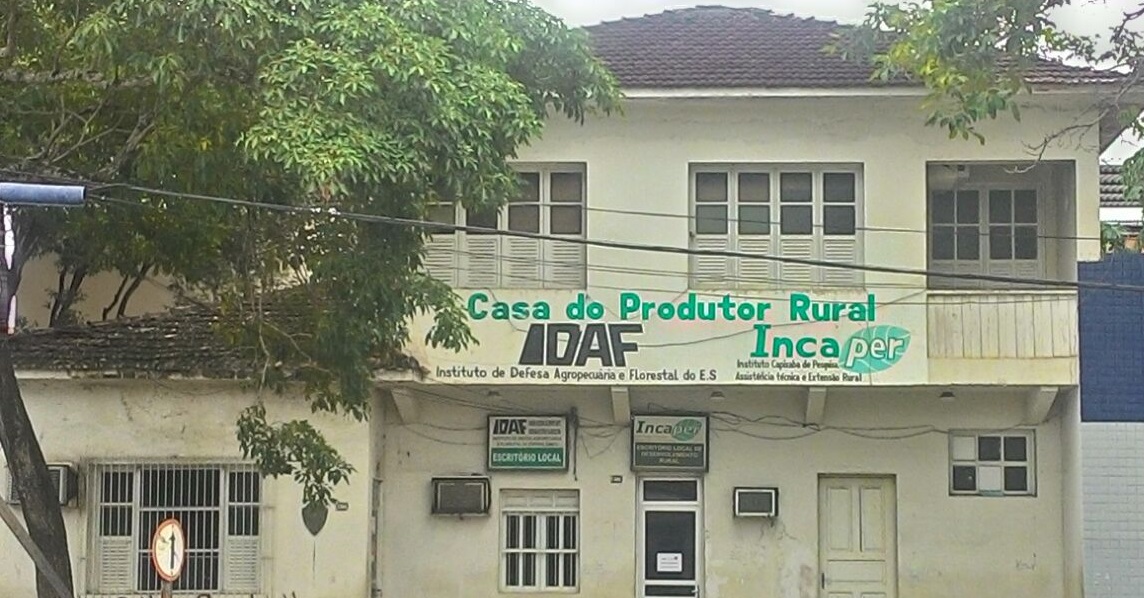 Casa do Produtor Rural
IDAF
Instituto de Defesa Agropecuária e Florestal do E.S
Incaper
Instituto Capixaba de Pesquisa
Assistêcia técnica e Extensão Rural
IDAF
ESCRITÓRIO LOCAL
Incaper
ESCRITÓRIO LOCAL DE
DESENVOLVIMENTO
RURAL